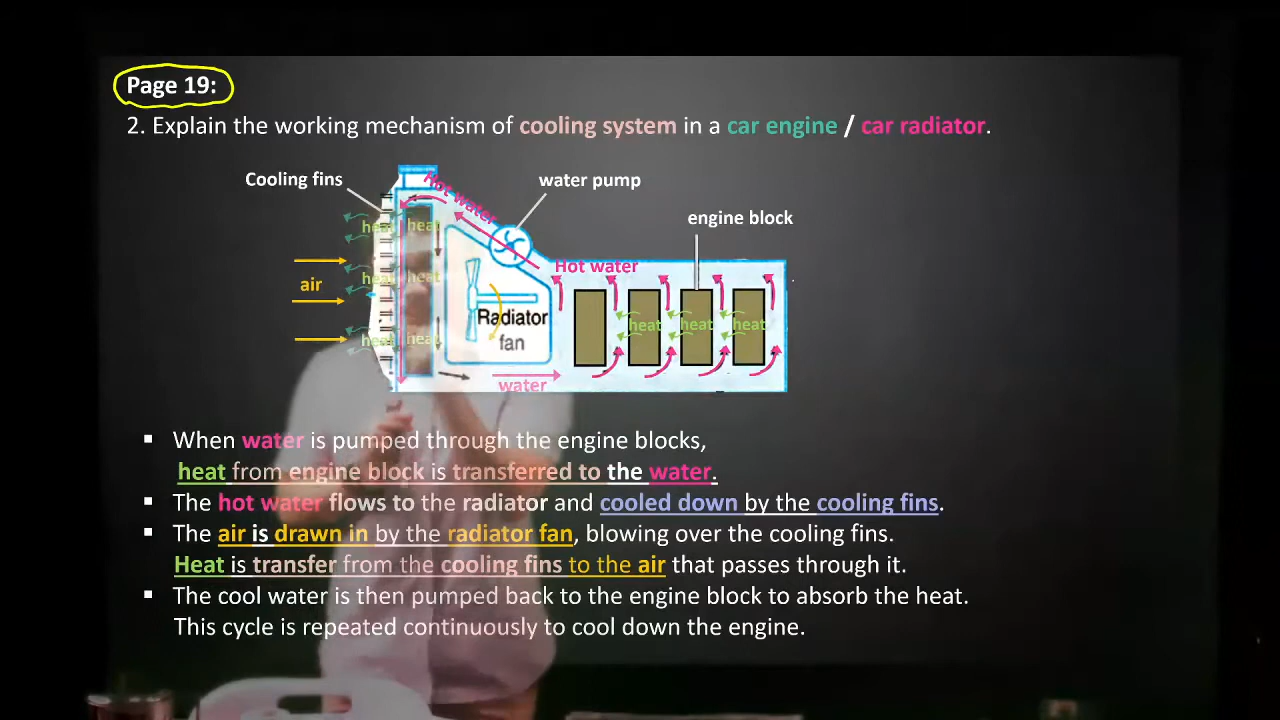 Page 19:
2. Explain the working mechanism of cooling system in a car engine / car radiator.
Cooling fins
water pump
Hot water
engine block
heat
heat
Hot water
heat
heat
air
heat
heat
heat
Radiator
fan
heat
heat
water
▪ When water is pumped through the engine blocks,
heat from engine block is transferred to the water.
▪ The hot water flows to the radiator and cooled down by the cooling fins.
▪ The air is drawn in by the radiator fan, blowing over the cooling fins.
Heat is transfer from the cooling fins to the air that passes through it.
▪ The cool water is then pumped back to the engine block to absorb the heat.
This cycle is repeated continuously to cool down the engine.